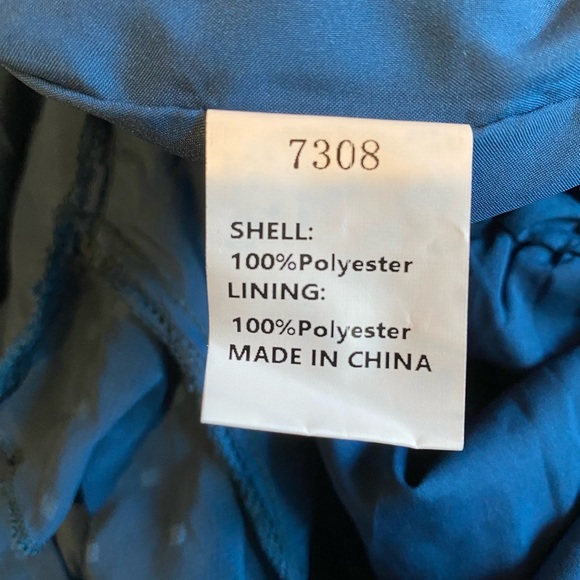 7308
SHELL:
100%Polyester
LINING:
100%Polyester
MADE IN CHINA